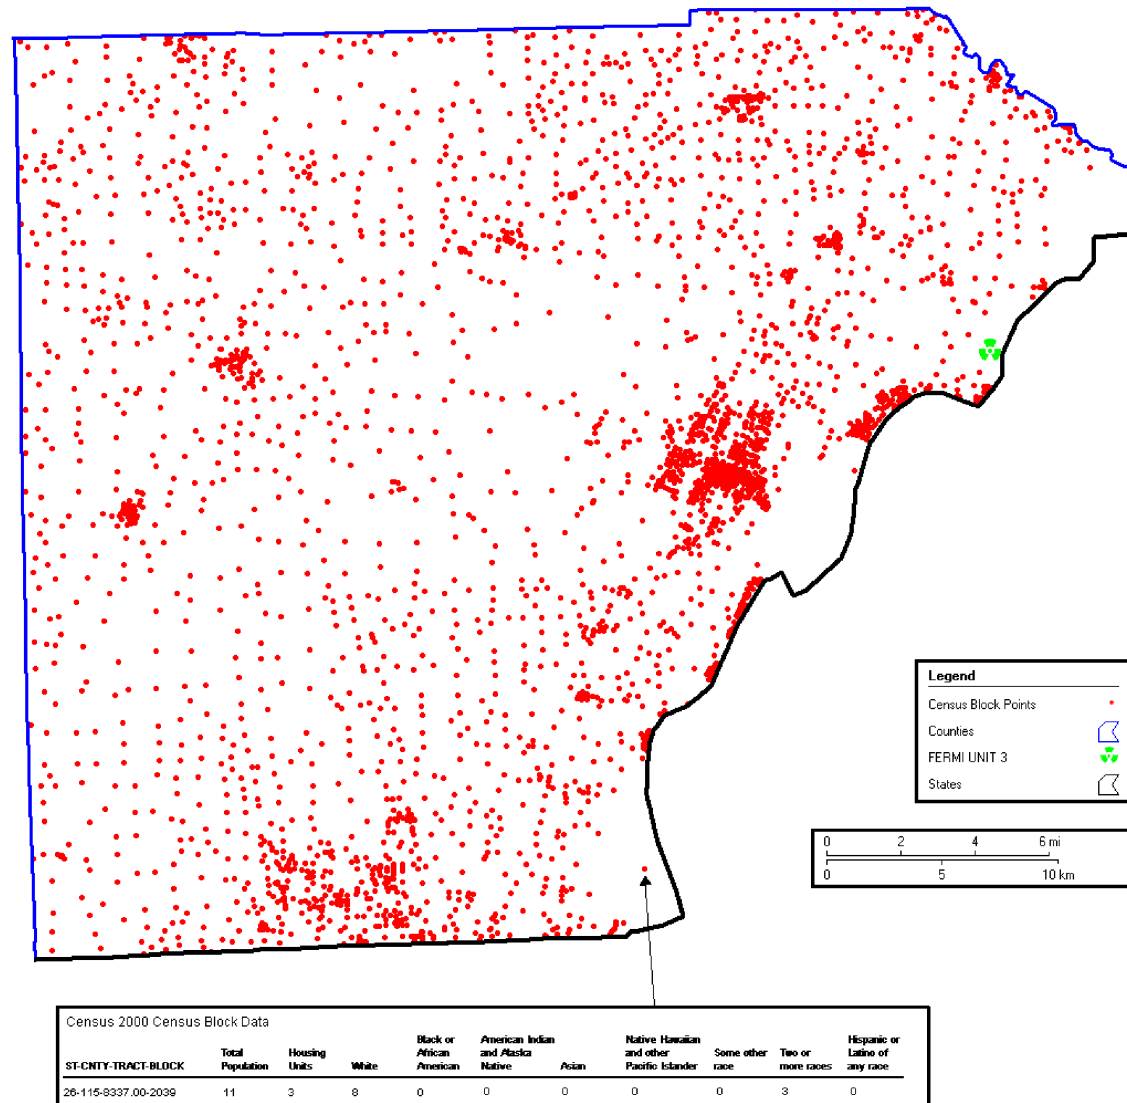 Legend
Census Block Points
Counties
FERMI UNIT 3
States
0 2 4 6 mi
0 5 10 km
Census 2000 Census Block Data
ST-CNTY-TRACT-BLOCK Total Population Housing Units White Black or African American American Indian and Alaska Native Asian Native Hawaiian and other Pacific Islander Some other race Two or more races Hispanic or Latino of any race
26-115-8337.00-2039 11 3 8 0 0 0 0 0 3 0